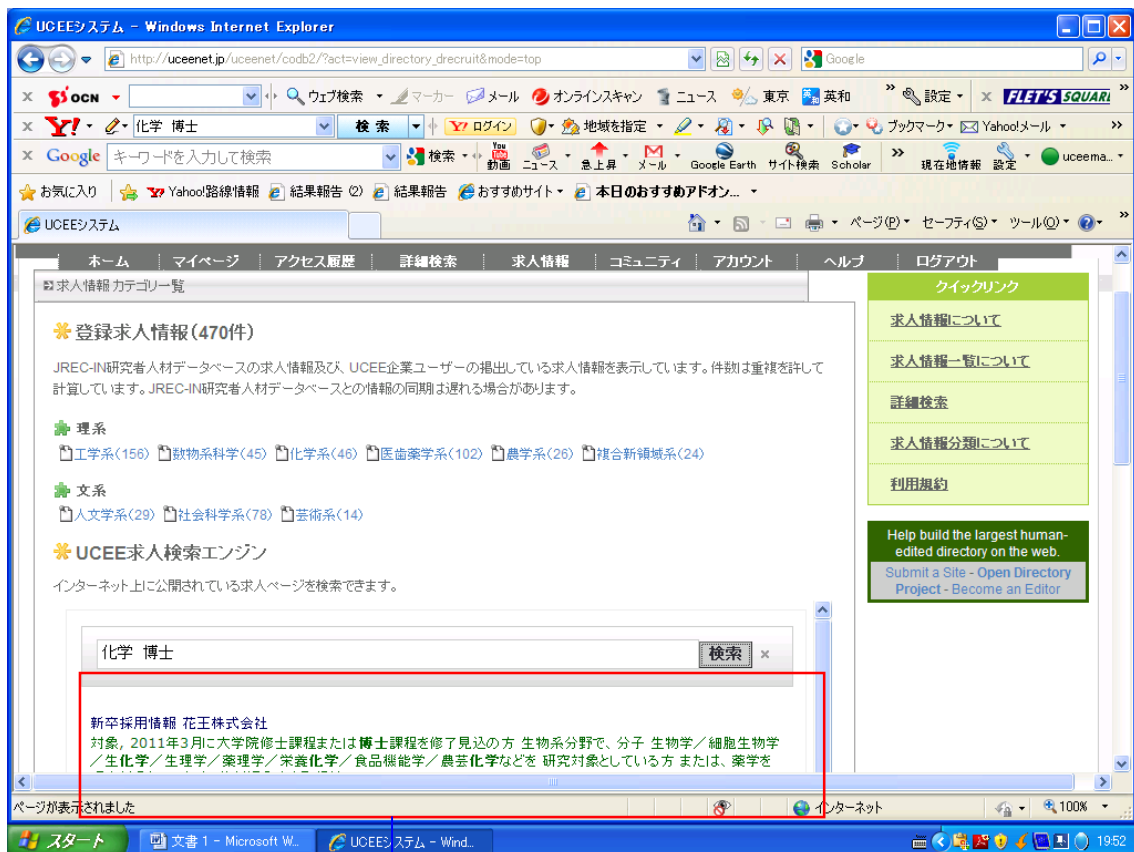 UCEEシステム - Windows Internet Explorer
http://uceenet.jp/uceenet/codb2/?act=view_directory_drecruit&mode=top
Google
OCN
ウェブ検索 マーカー メール オンラインスキャン ニュース 東京 英和 » 設定 FLET'S SQUARE »
Y! 化学 博士 検索 Y! ログイン 地域を指定 ブックマーク Yahoo!メール »
Google キーワードを入力して検索 検索 You Tube 動画 ニュース 急上昇 メール Google Earth サイト検索 Scholar » 現在地情報 設定 uceema...
お気に入り Yahoo!路線情報 結果報告 (2) 結果報告 おすすめサイト 本日のおすすめアドオン...
UCEEシステム ページ(P) セーフティ(S) ツール(O) »
ホーム マイページ アクセス履歴 詳細検索 求人情報 コミュニティ アカウント ヘルプ ログアウト
求人情報 カテゴリ一覧
登録求人情報(470件)
JREC-IN研究者人材データベースの求人情報及び、UCEE企業ユーザーの掲出している求人情報を表示しています。件数は重複を許して
計算しています。JREC-IN研究者人材データベースとの情報の同期は遅れる場合があります。
理系
工学系(156) 数物系科学(45) 化学系(46) 医歯薬学系(102) 農学系(26) 複合新領域系(24)
文系
人文学系(29) 社会科学系(78) 芸術系(14)
UCEE求人検索エンジン
インターネット上に公開されている求人ページを検索できます。
化学 博士 検索 ×
新卒採用情報 花王株式会社
対象, 2011年3月に大学院修士課程または博士課程を修了見込の方 生物系分野で、分子 生物学／細胞生物学
／生化学／生理学／薬理学／栄養化学／食品機能学／農芸化学などを 研究対象としている方 または、薬学を
クイックリンク
求人情報について
求人情報一覧について
詳細検索
求人情報分類について
利用規約
Help build the largest human-
edited directory on the web.
Submit a Site - Open Directory
Project - Become an Editor
ページが表示されました インターネット 100%
スタート 文書 1 - Microsoft W... UCEEシステム - Wind... 19:52